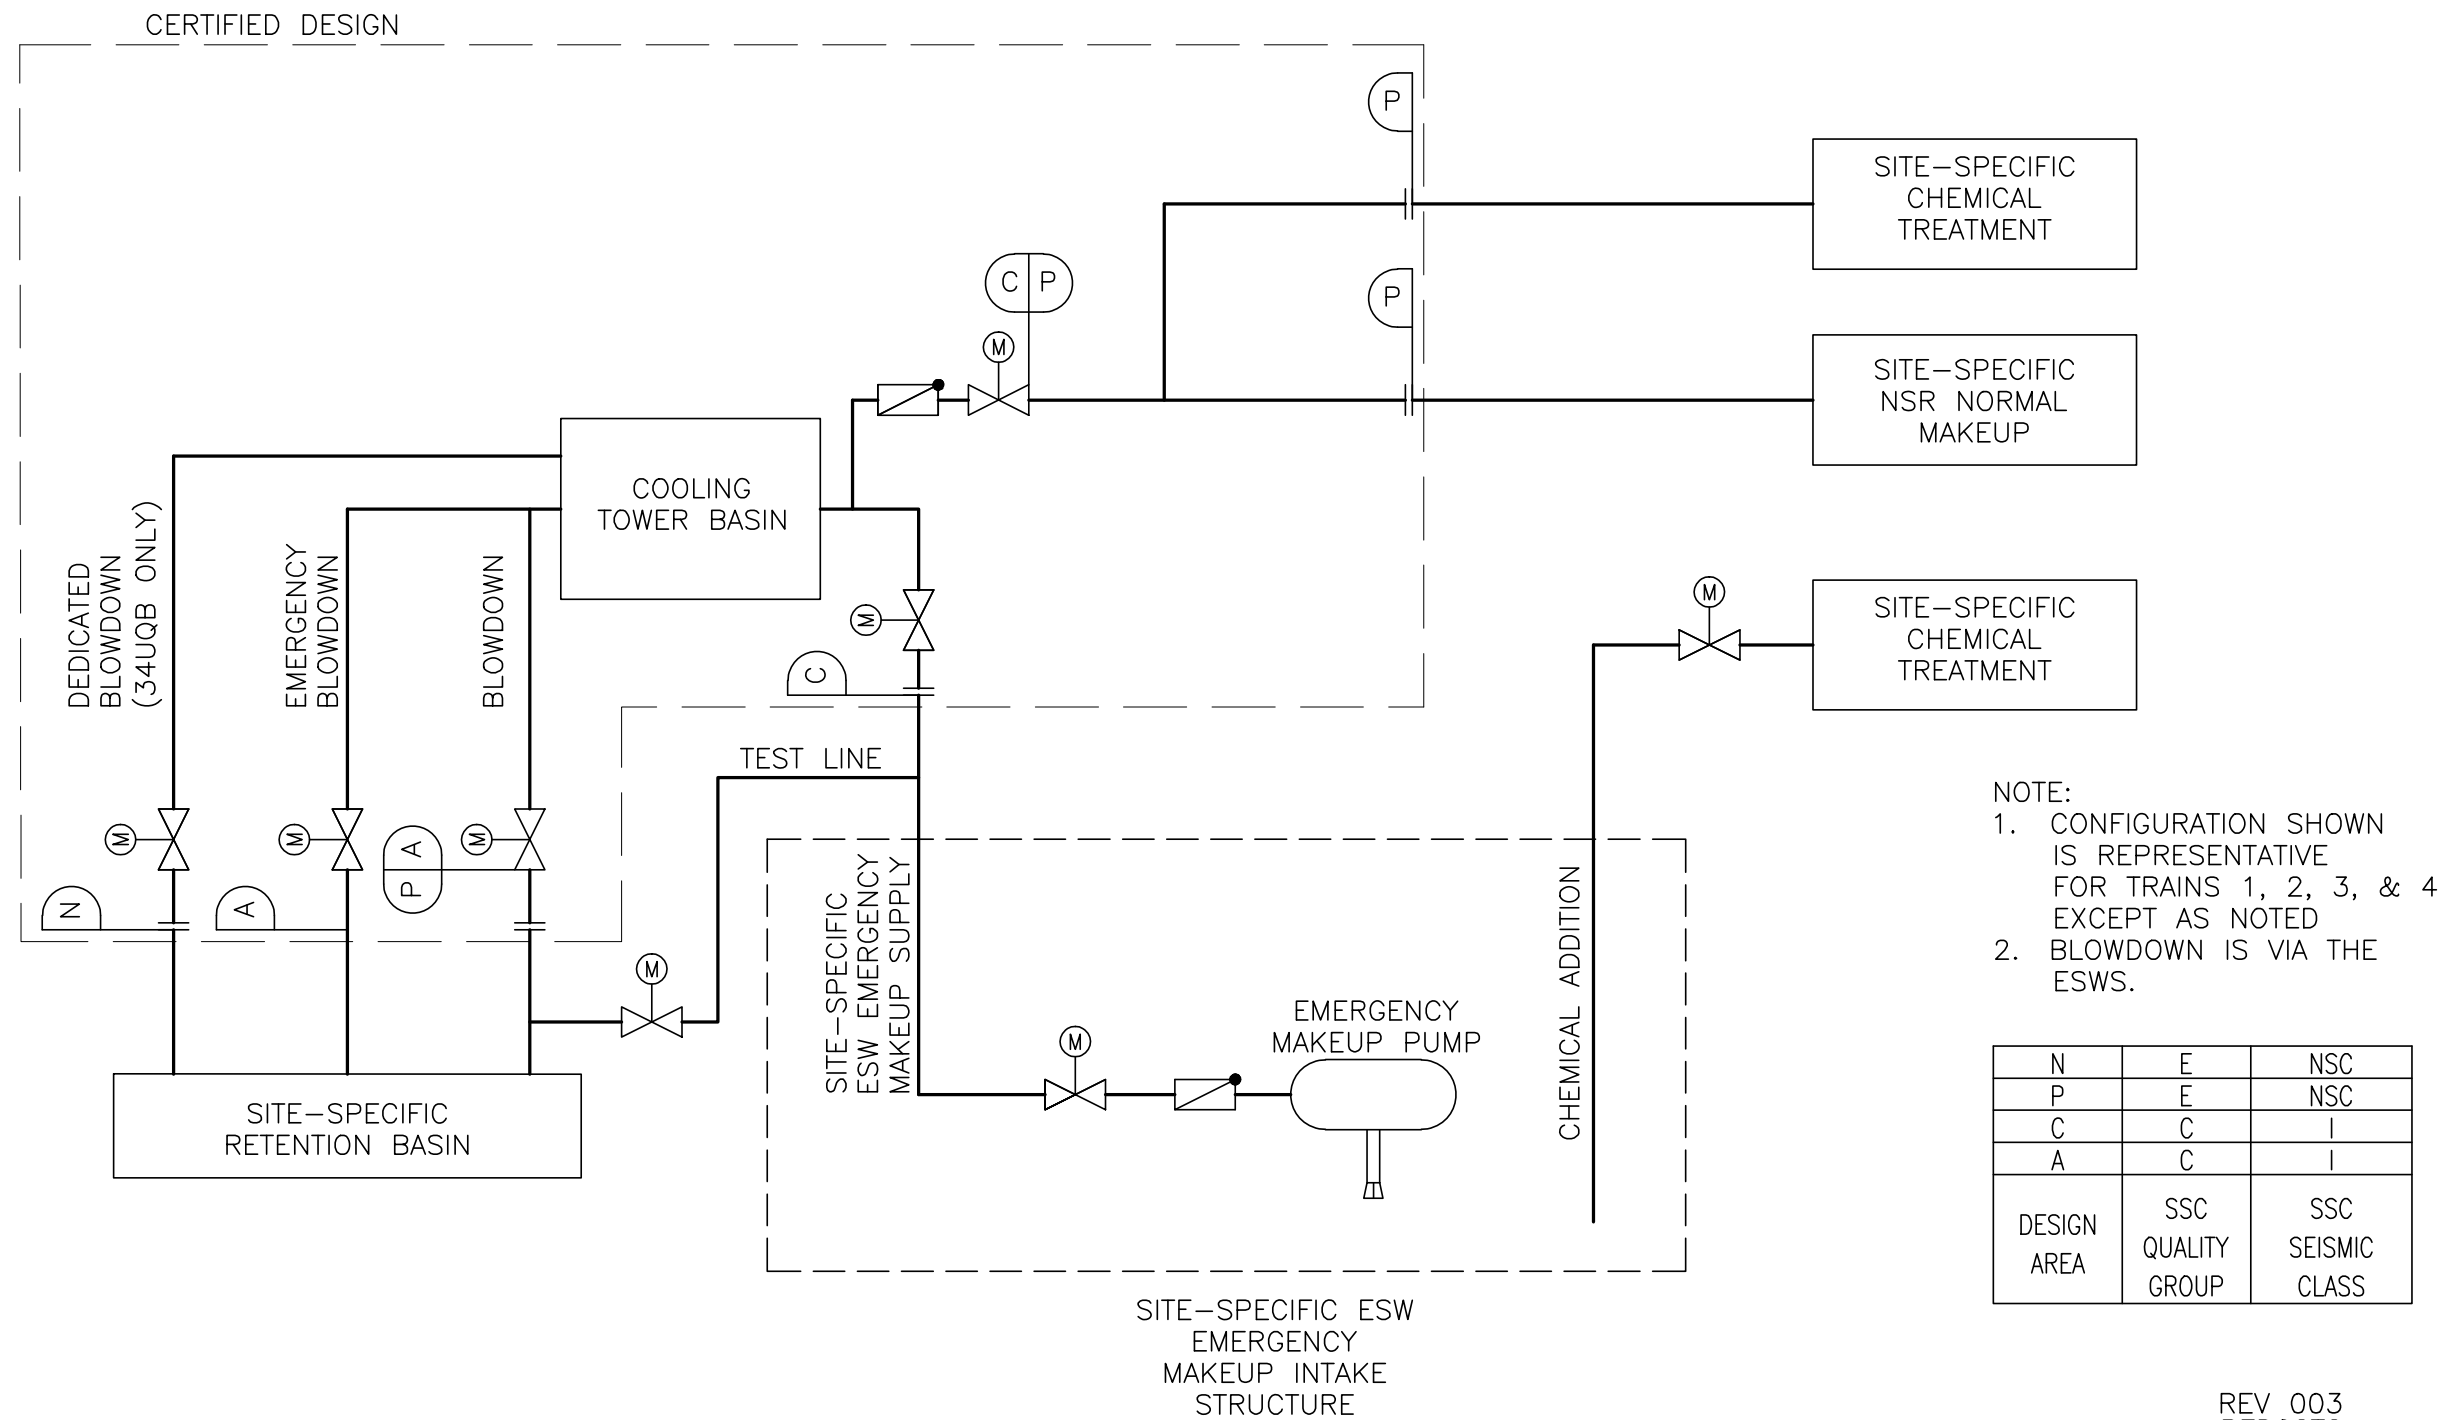 CERTIFIED DESIGN
P
SITE-SPECIFIC
CHEMICAL
TREATMENT
C P
P
M
SITE-SPECIFIC
NSR NORMAL
MAKEUP
COOLING
TOWER BASIN
DEDICATED
BLOWDOWN
(34UQB ONLY)
EMERGENCY
BLOWDOWN
BLOWDOWN
M
C
M
SITE-SPECIFIC
CHEMICAL
TREATMENT
TEST LINE
M
M
M
P A
N
A
M
SITE-SPECIFIC
ESW EMERGENCY
MAKEUP SUPPLY
M
EMERGENCY
MAKEUP PUMP
CHEMICAL ADDITION
SITE-SPECIFIC
RETENTION BASIN
SITE-SPECIFIC ESW
EMERGENCY
MAKEUP INTAKE
STRUCTURE
NOTE:
1. CONFIGURATION SHOWN
IS REPRESENTATIVE
FOR TRAINS 1, 2, 3, & 4
EXCEPT AS NOTED
2. BLOWDOWN IS VIA THE
ESWS.
N E NSC
P E NSC
C C I
A C I
DESIGN
AREA
SSC
QUALITY
GROUP
SSC
SEISMIC
CLASS
REV 003